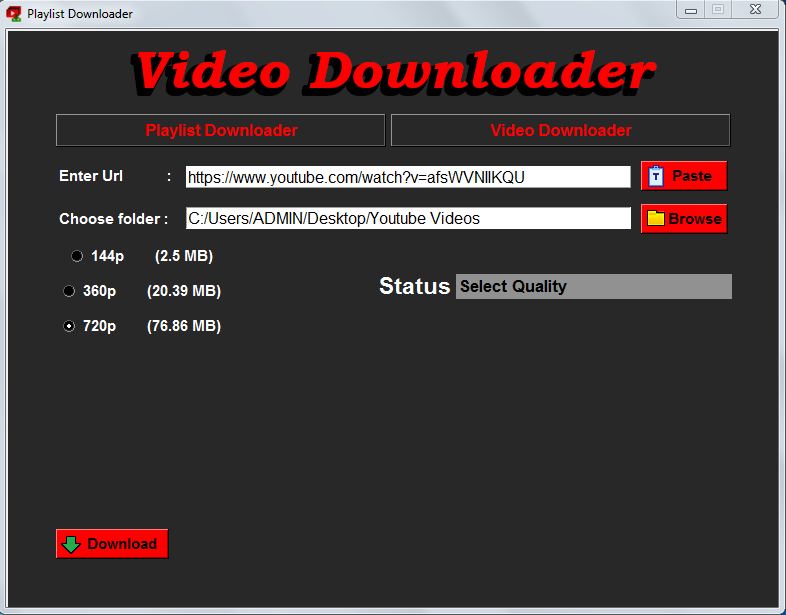 Playlist Downloader
Video Downloader
Playlist Downloader Video Downloader
Enter Url : https://www.youtube.com/watch?v=afsWVNlIKQU Paste
Choose folder : C:/Users/ADMIN/Desktop/Youtube Videos Browse
144p (2.5 MB)
360p (20.39 MB)
Status Select Quality
720p (76.86 MB)
Download